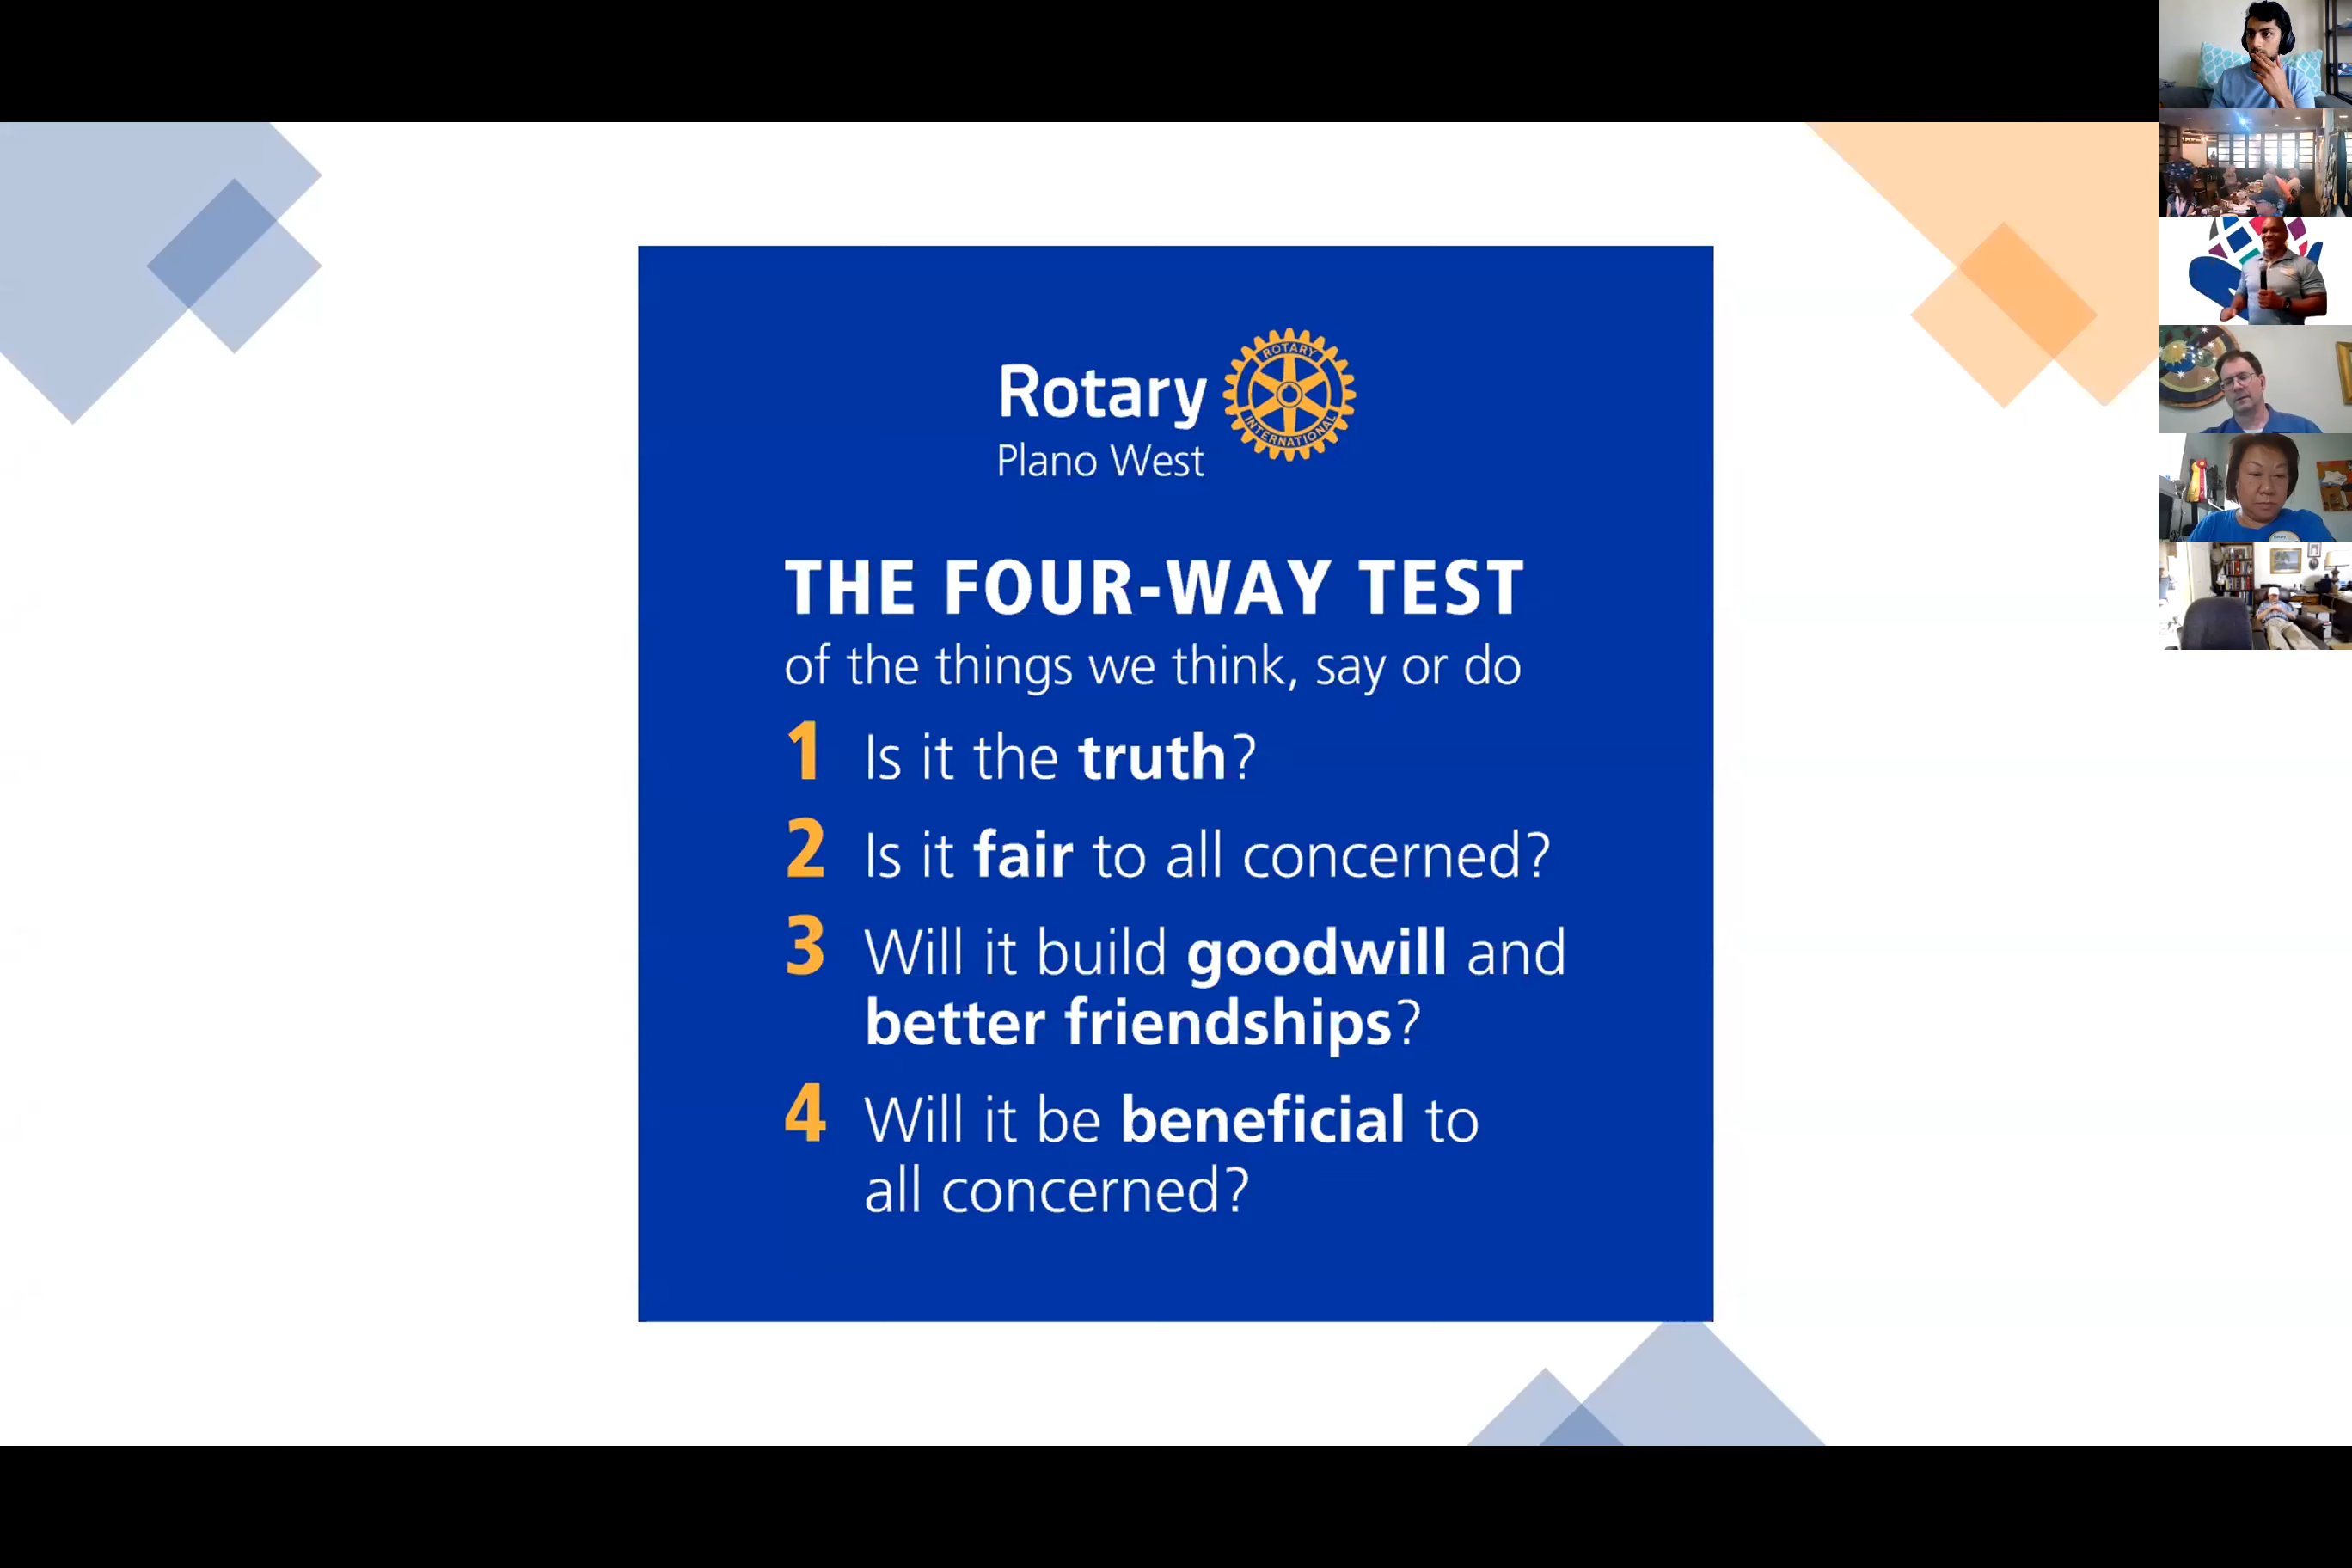 Rotary
ROTARY
INTERNATIONAL
Plano West
THE FOUR-WAY TEST
of the things we think, say or do
1 Is it the truth?
2 Is it fair to all concerned?
3 Will it build goodwill and
better friendships?
4 Will it be beneficial to
all concerned?